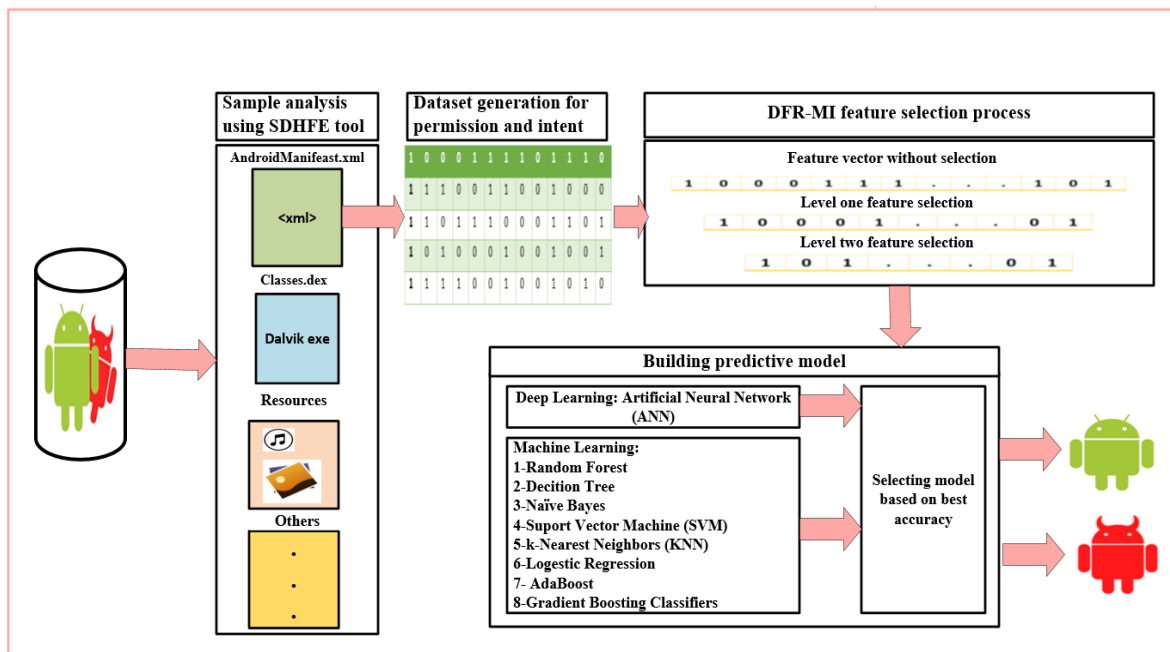 Sample analysis
using SDHFE tool
AndroidManifeast.xml
<xml>
Classes.dex
Dalvik exe
Resources
Others
Dataset generation for
permission and intent
1 0 0 0 1 1 1 1 0 1 1 1 0
1 1 1 0 0 1 1 0 0 1 0 0 0
1 1 0 1 1 1 0 0 0 1 1 0 1
1 0 1 0 0 0 1 0 0 1 0 0 1
1 1 1 1 0 0 1 0 0 1 0 1 0
DFR-MI feature selection process
Feature vector without selection
1 0 0 0 1 1 1 . . . 1 0 1
Level one feature selection
1 0 0 0 1 . . . 0 1
Level two feature selection
1 0 1 . . . 0 1
Building predictive model
Deep Learning: Artificial Neural Network
(ANN)
Machine Learning:
1-Random Forest
2-Decition Tree
3-Naïve Bayes
4-Suport Vector Machine (SVM)
5-k-Nearest Neighbors (KNN)
6-Logestic Regression
7- AdaBoost
8-Gradient Boosting Classifiers
Selecting model
based on best
accuracy